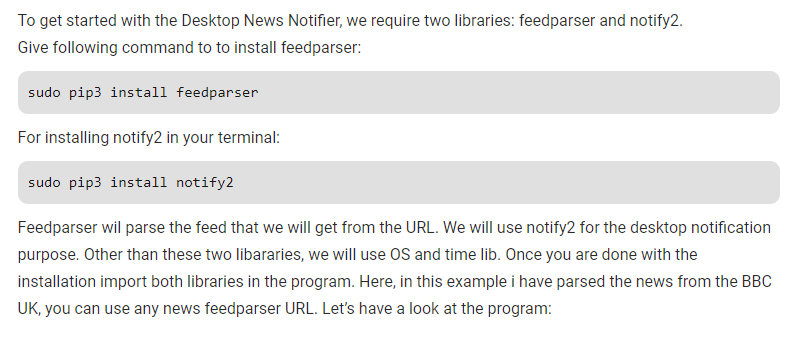 To get started with the Desktop News Notifier, we require two libraries: feedparser and notify2.
Give following command to to install feedparser:
sudo pip3 install feedparser
For installing notify2 in your terminal:
sudo pip3 install notify2
Feedparser wil parse the feed that we will get from the URL. We will use notify2 for the desktop notification
purpose. Other than these two libararies, we will use OS and time lib. Once you are done with the
installation import both libraries in the program. Here, in this example i have parsed the news from the BBC
UK, you can use any news feedparser URL. Let’s have a look at the program: